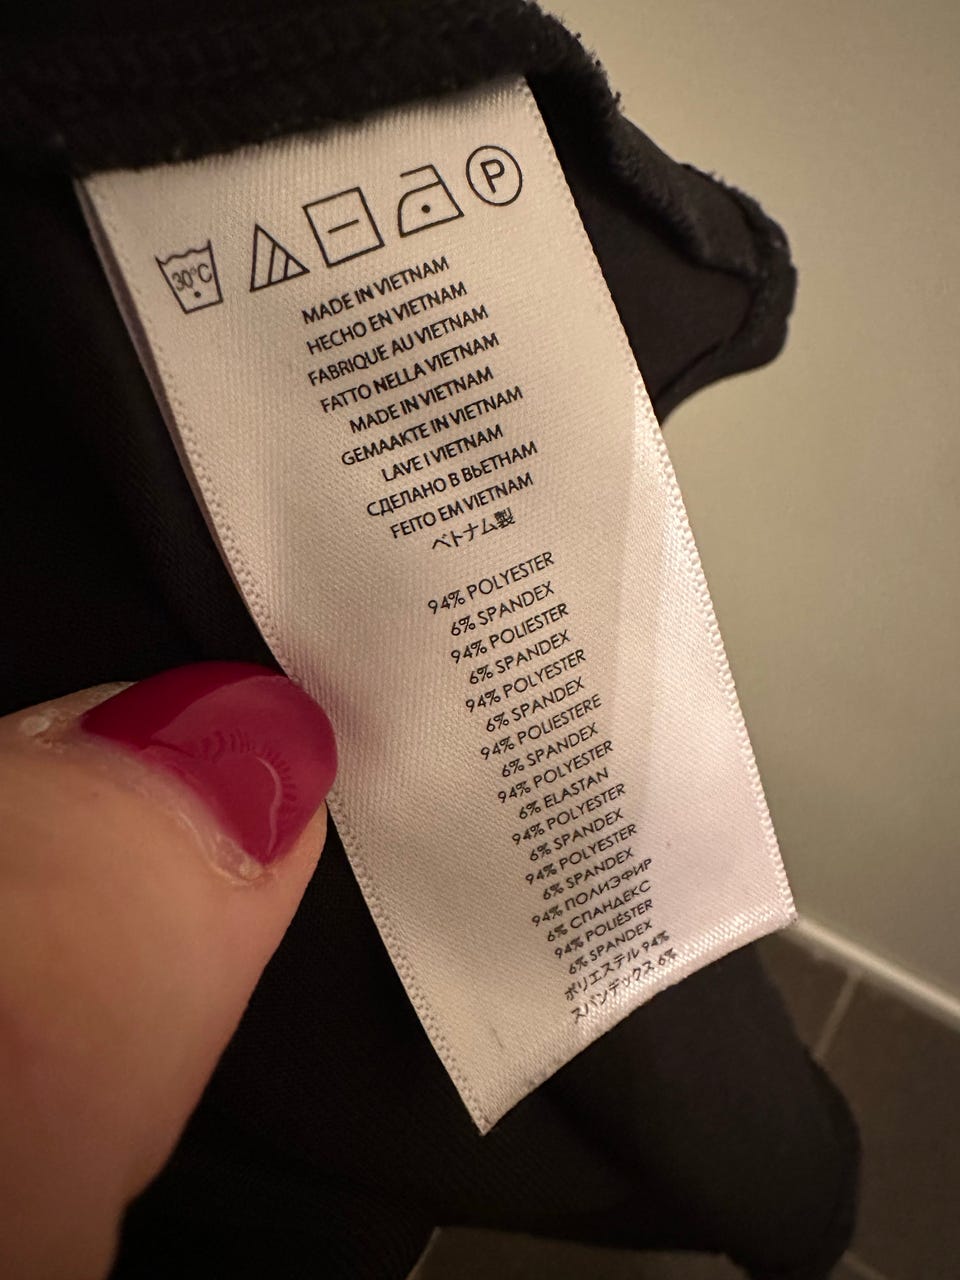 30°C
P
MADE IN VIETNAM
HECHO EN VIETNAM
FABRIQUE AU VIETNAM
FATTO NELLA VIETNAM
MADE IN VIETNAM
GEMAAKTE IN VIETNAM
LAVE I VIETNAM
СДЕЛАНО В ВЬЕТНАМ
FEITO EM VIETNAM
ベトナム製
94% POLYESTER
6% SPANDEX
94% POLIESTER
6% SPANDEX
94% POLYESTER
6% SPANDEX
94% POLIESTERE
6% SPANDEX
94% POLYESTER
6% ELASTAN
94% POLYESTER
6% SPANDEX
94% POLYESTER
6% SPANDEX
94% ПОЛИЭФИР
6% СПАНДЕКС
94% POLIÉSTER
6% SPANDEX
ポリエステル 94%
スパンデックス 6%